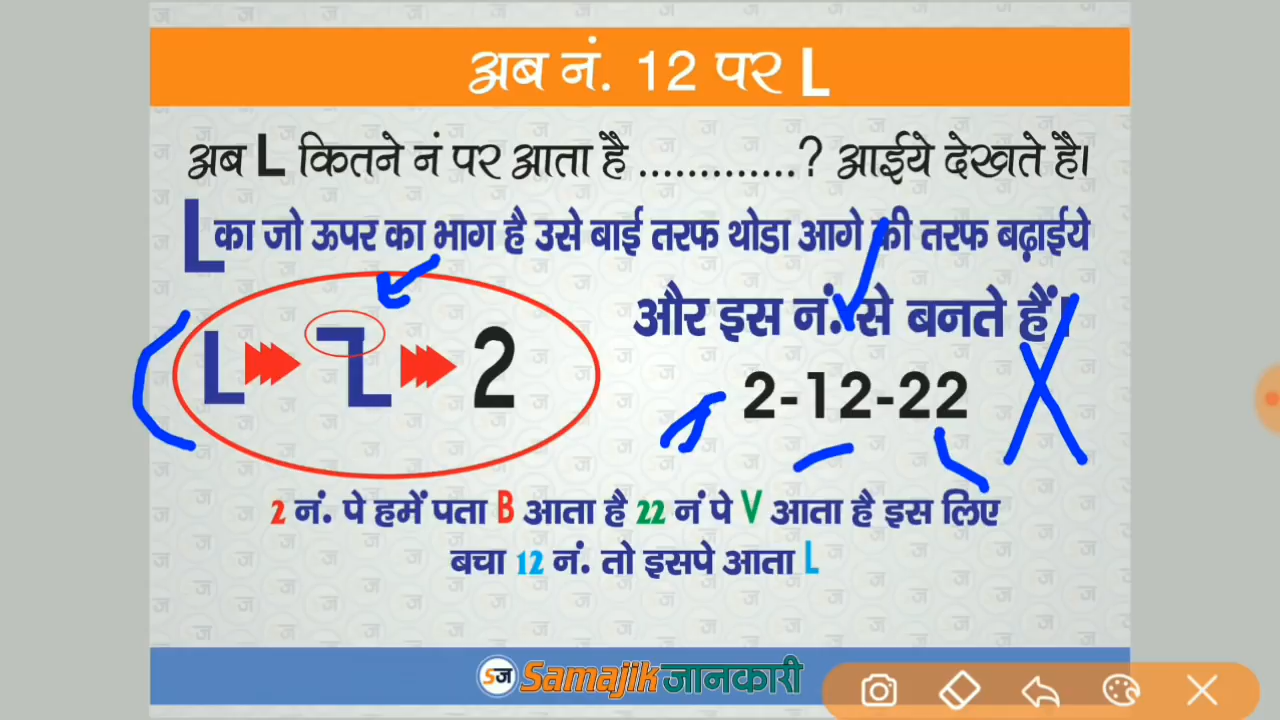 अब नं. 12 पर L
अब L कितने नं पर आता है .............? आईये देखते है।
L का जो ऊपर का भाग है उसे बाई तरफ थोडा आगे की तरफ बढ़ाईये
और इस नं. से बनते हैं।
L 2
2-12-22
2 नं. पे हमें पता B आता है 22 नं पे V आता है इस लिए
बचा 12 नं. तो इसपे आता L
सज Samajik जानकारी